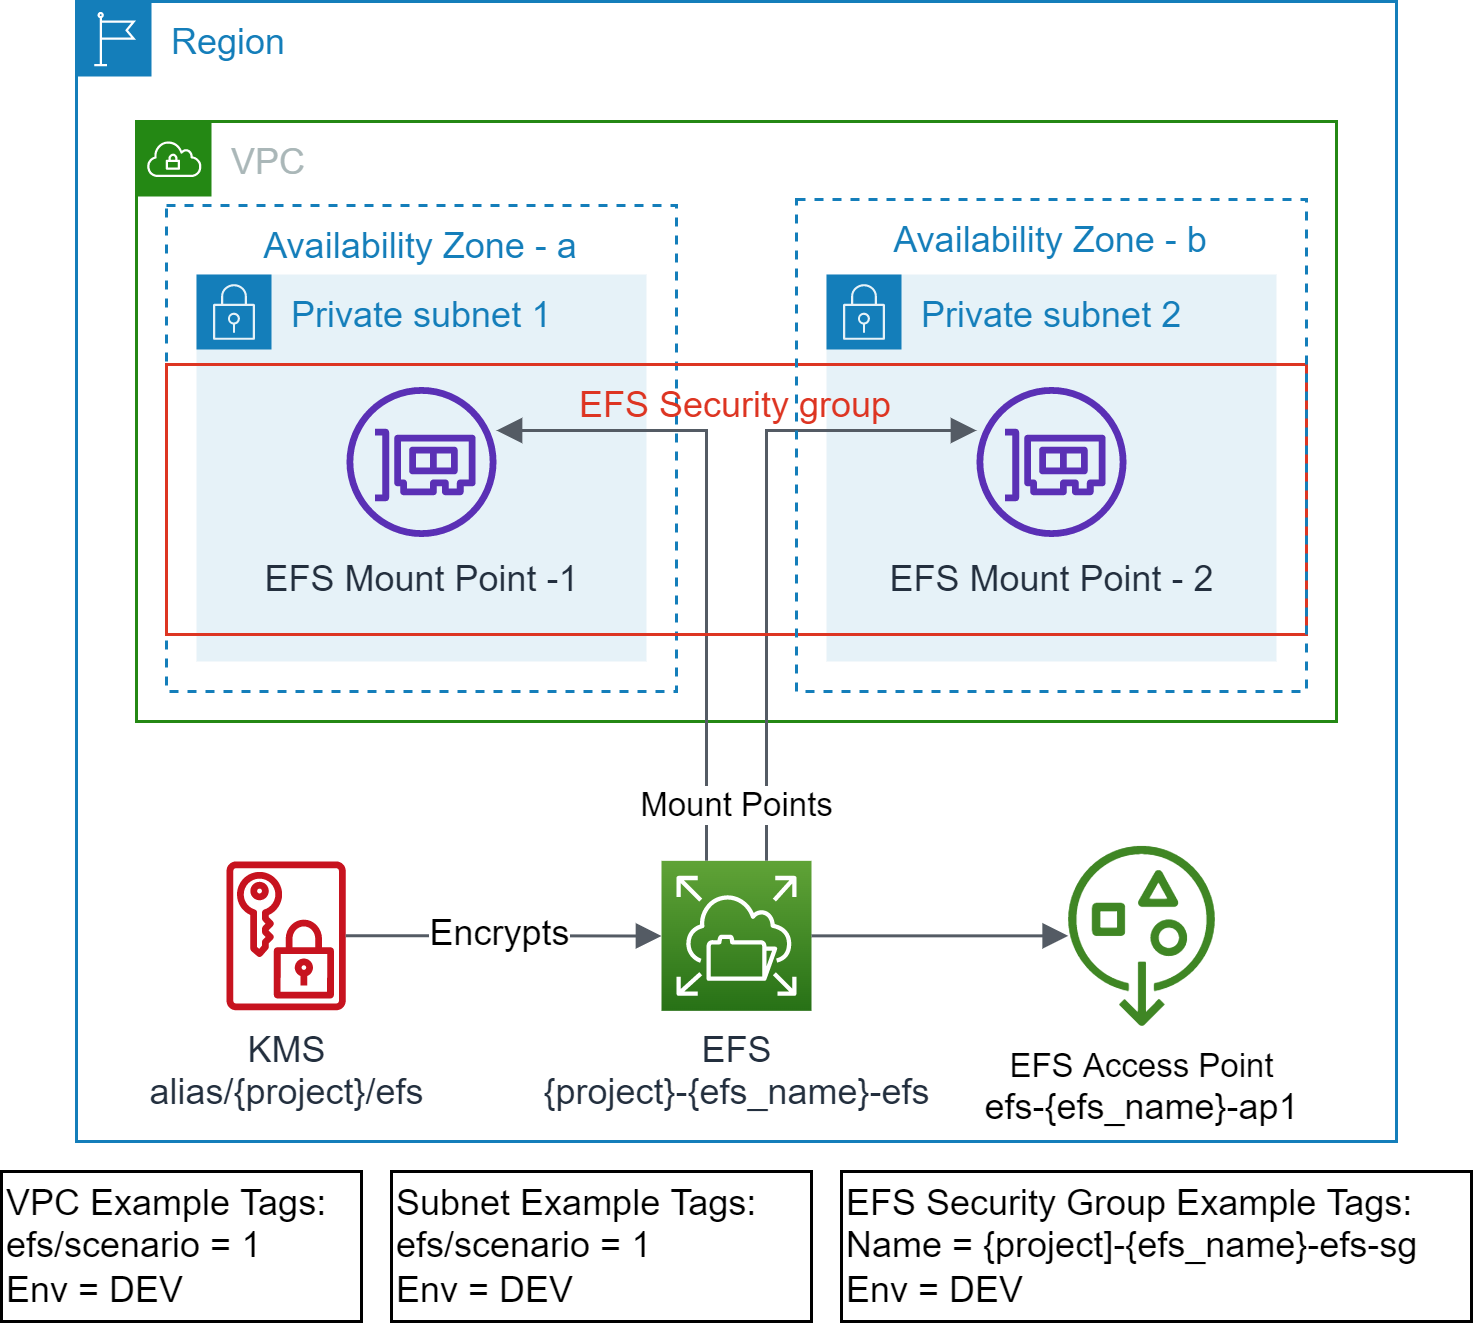 Region
VPC
Availability Zone - a
Availability Zone - b
Private subnet 1
Private subnet 2
EFS Security group
EFS Mount Point -1
EFS Mount Point - 2
Mount Points
Encrypts
KMS
alias/{project}/efs
EFS
{project}-{efs_name}-efs
EFS Access Point
efs-{efs_name}-ap1
VPC Example Tags:
efs/scenario = 1
Env = DEV
Subnet Example Tags:
efs/scenario = 1
Env = DEV
EFS Security Group Example Tags:
Name = {project]-{efs_name}-efs-sg
Env = DEV